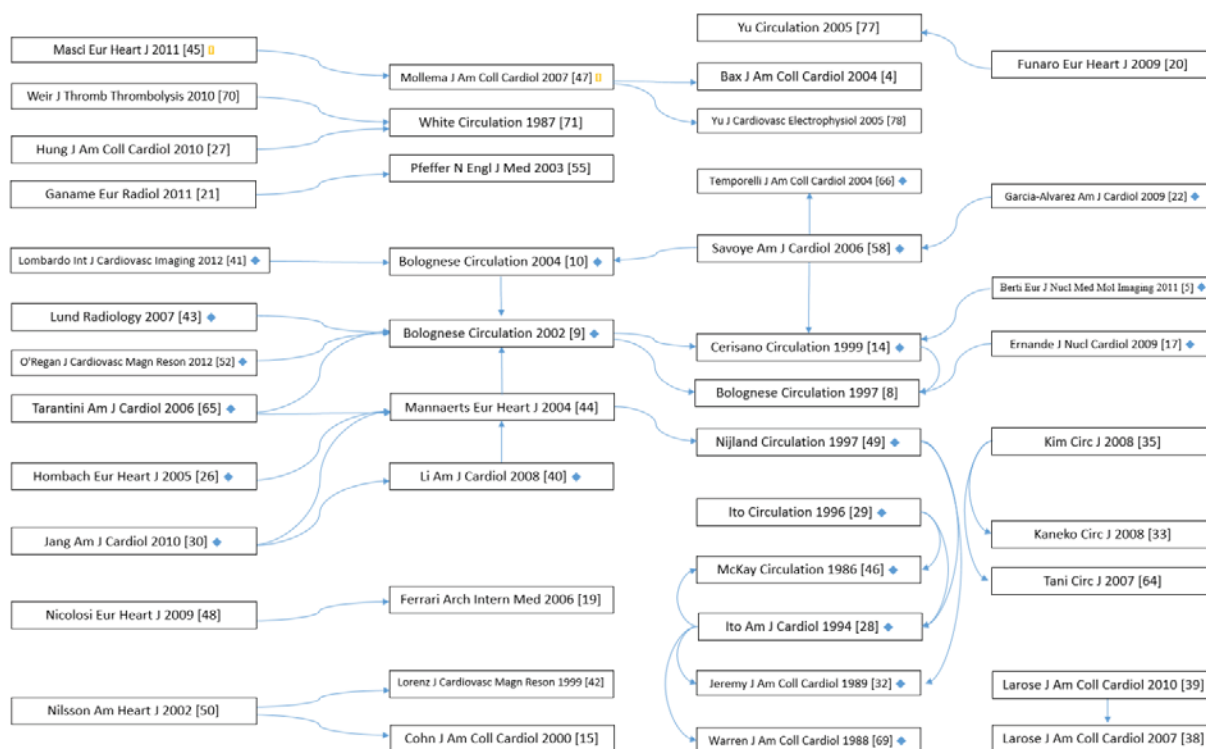 Masci Eur Heart J 2011 [45]
Weir J Thromb Thrombolysis 2010 [70]
Hung J Am Coll Cardiol 2010 [27]
Ganame Eur Radiol 2011 [21]
Lombardo Int J Cardiovasc Imaging 2012 [41]
Lund Radiology 2007 [43]
O'Regan J Cardiovasc Magn Reson 2012 [52]
Tarantini Am J Cardiol 2006 [65]
Hombach Eur Heart J 2005 [26]
Jang Am J Cardiol 2010 [30]
Nicolosi Eur Heart J 2009 [48]
Nilsson Am Heart J 2002 [50]
Mollema J Am Coll Cardiol 2007 [47]
White Circulation 1987 [71]
Pfeffer N Engl J Med 2003 [55]
Bolognese Circulation 2004 [10]
Bolognese Circulation 2002 [9]
Mannaerts Eur Heart J 2004 [44]
Li Am J Cardiol 2008 [40]
Ferrari Arch Intern Med 2006 [19]
Lorenz J Cardiovasc Magn Reson 1999 [42]
Cohn J Am Coll Cardiol 2000 [15]
Yu Circulation 2005 [77]
Bax J Am Coll Cardiol 2004 [4]
Yu J Cardiovasc Electrophysiol 2005 [78]
Temporelli J Am Coll Cardiol 2004 [66]
Savoye Am J Cardiol 2006 [58]
Cerisano Circulation 1999 [14]
Bolognese Circulation 1997 [8]
Nijland Circulation 1997 [49]
Ito Circulation 1996 [29]
McKay Circulation 1986 [46]
Ito Am J Cardiol 1994 [28]
Jeremy J Am Coll Cardiol 1989 [32]
Warren J Am Coll Cardiol 1988 [69]
Funaro Eur Heart J 2009 [20]
Garcia-Alvarez Am J Cardiol 2009 [22]
Berti Eur J Nucl Med Mol Imaging 2011 [5]
Ernande J Nucl Cardiol 2009 [17]
Kim Circ J 2008 [35]
Kaneko Circ J 2008 [33]
Tani Circ J 2007 [64]
Larose J Am Coll Cardiol 2010 [39]
Larose J Am Coll Cardiol 2007 [38]